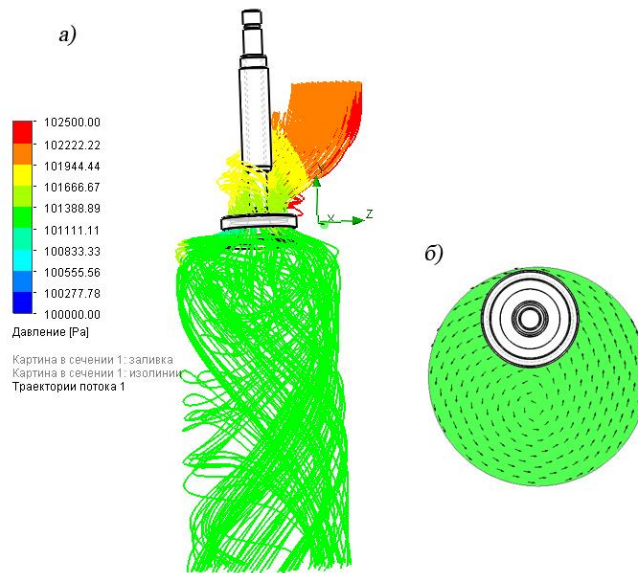 а)
102500.00
102222.22
101944.44
101666.67
101388.89
101111.11
100833.33
100555.56
100277.78
100000.00
Давление [Pa]
Картина в сечении 1: заливка
Картина в сечении 1: изолинии
Траектории потока 1
Y
X
Z
б)